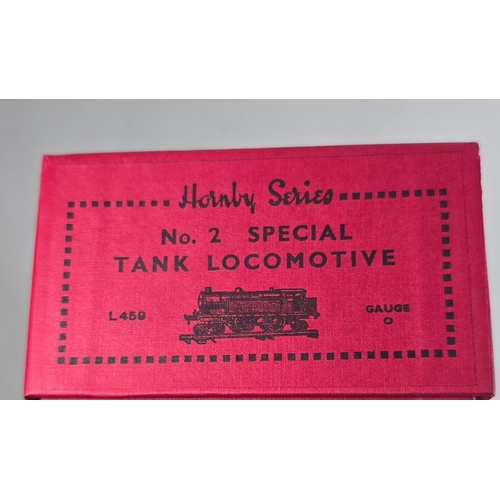 Hornby Series
No. 2 SPECIAL
TANK LOCOMOTIVE
L459
GAUGE
O